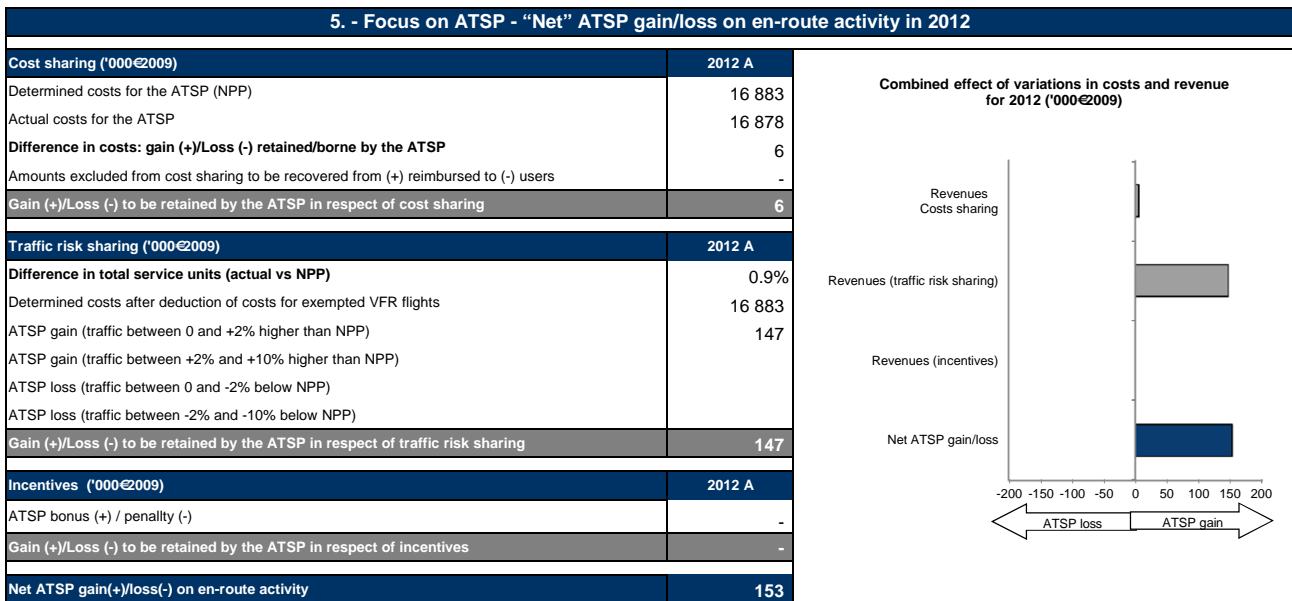 5. - Focus on ATSP - “Net” ATSP gain/loss on en-route activity in 2012
Cost sharing ('000€2009) 2012 A
Determined costs for the ATSP (NPP) 16 883
Actual costs for the ATSP 16 878
Difference in costs: gain (+)/Loss (-) retained/borne by the ATSP 6
Amounts excluded from cost sharing to be recovered from (+) reimbursed to (-) users -
Gain (+)/Loss (-) to be retained by the ATSP in respect of cost sharing 6
Traffic risk sharing ('000€2009) 2012 A
Difference in total service units (actual vs NPP) 0.9%
Determined costs after deduction of costs for exempted VFR flights 16 883
ATSP gain (traffic between 0 and +2% higher than NPP) 147
ATSP gain (traffic between +2% and +10% higher than NPP)
ATSP loss (traffic between 0 and -2% below NPP)
ATSP loss (traffic between -2% and -10% below NPP)
Gain (+)/Loss (-) to be retained by the ATSP in respect of traffic risk sharing 147
Incentives ('000€2009) 2012 A
ATSP bonus (+) / penallty (-) -
Gain (+)/Loss (-) to be retained by the ATSP in respect of incentives -
Net ATSP gain(+)/loss(-) on en-route activity 153
Combined effect of variations in costs and revenue
for 2012 ('000€2009)
Revenues
Costs sharing
Revenues (traffic risk sharing)
Revenues (incentives)
Net ATSP gain/loss
-200 -150 -100 -50 0 50 100 150 200
ATSP loss ATSP gain